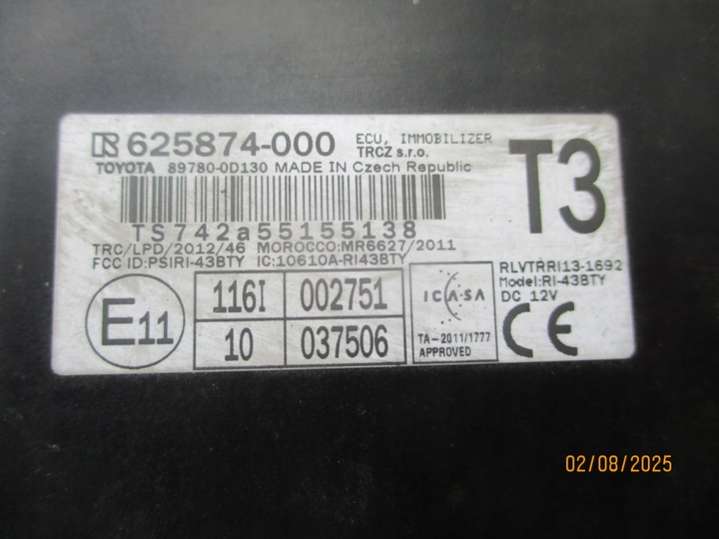 625874-000 ECU, IMMOBILIZER
TRCZ s.r.o.
T3
TOYOTA 89780-0D130 MADE IN Czech Republic
TS742a55155138
TRC/LPD/2012/46 MOROCCO:MR6627/2011
FCC ID:PSIRI-43BTY IC:10610A-RI43BTY
RLVTRRI13-1692
Model:RI-43BTY
DC 12V
E11
116I 002751
10 037506
ICASA
TA-2011/1777
APPROVED
CE
02/08/2025